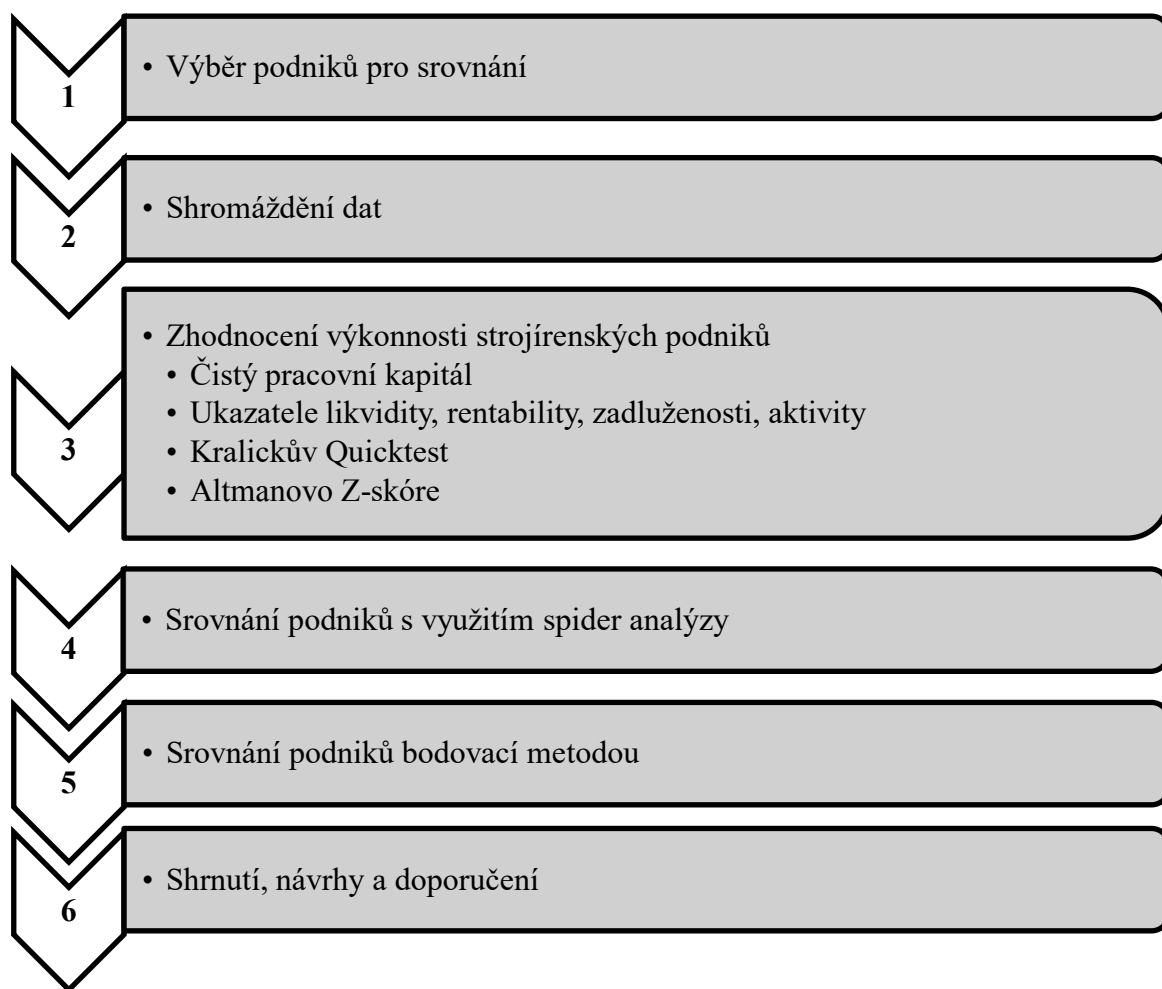 1
• Výběr podniků pro srovnání
2
• Shromáždění dat
3
• Zhodnocení výkonnosti strojírenských podniků
• Čistý pracovní kapitál
• Ukazatele likvidity, rentability, zadluženosti, aktivity
• Kralickův Quicktest
• Altmanovo Z-skóre
4
• Srovnání podniků s využitím spider analýzy
5
• Srovnání podniků bodovací metodou
6
• Shrnutí, návrhy a doporučení